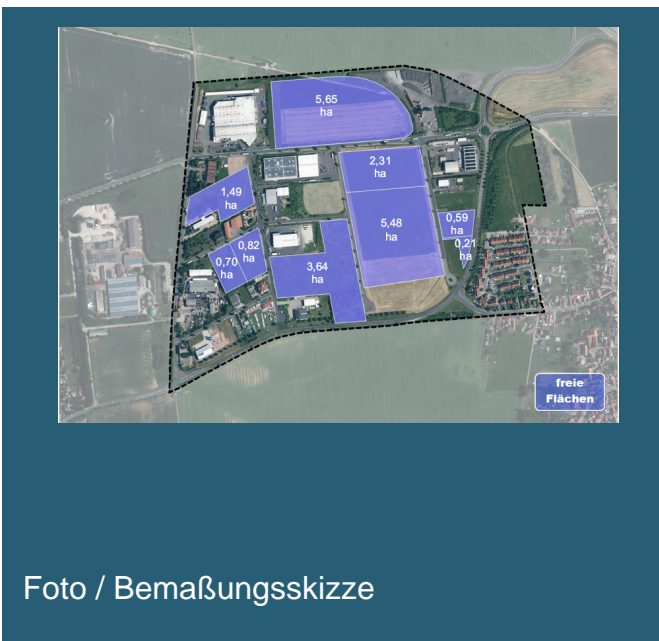 5,65
ha
2,31
ha
1,49
ha
0,59
5,48
ha
0,82
ha
0,21
ha
0,70
ha
3,64
ha
freie
Flächen
Foto / Bemaßungsskizze